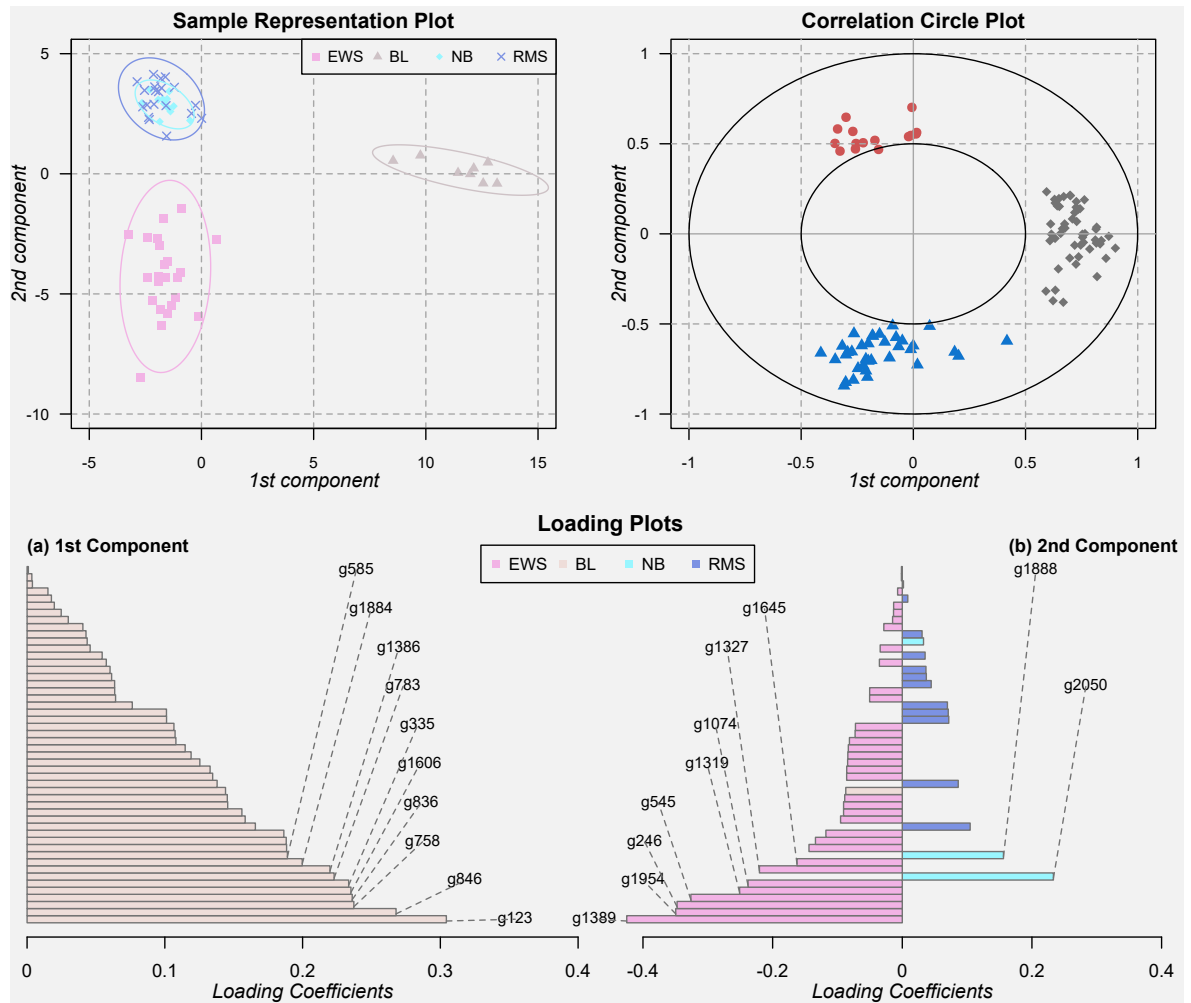 Sample Representation Plot
EWS BL NB RMS
2nd component
5
0
-5
-10
-5 0 5 10 15
1st component
Correlation Circle Plot
2nd component
1
0.5
0
-0.5
-1
-1 -0.5 0 0.5 1
1st component
Loading Plots
EWS BL NB RMS
(a) 1st Component
g585
g1884
g1386
g783
g335
g1606
g836
g758
g846
g123
0 0.1 0.2 0.3 0.4
Loading Coefficients
(b) 2nd Component
g1888
g1645
g1327
g2050
g1074
g1319
g545
g246
g1954
g1389
-0.4 -0.2 0 0.2 0.4
Loading Coefficients